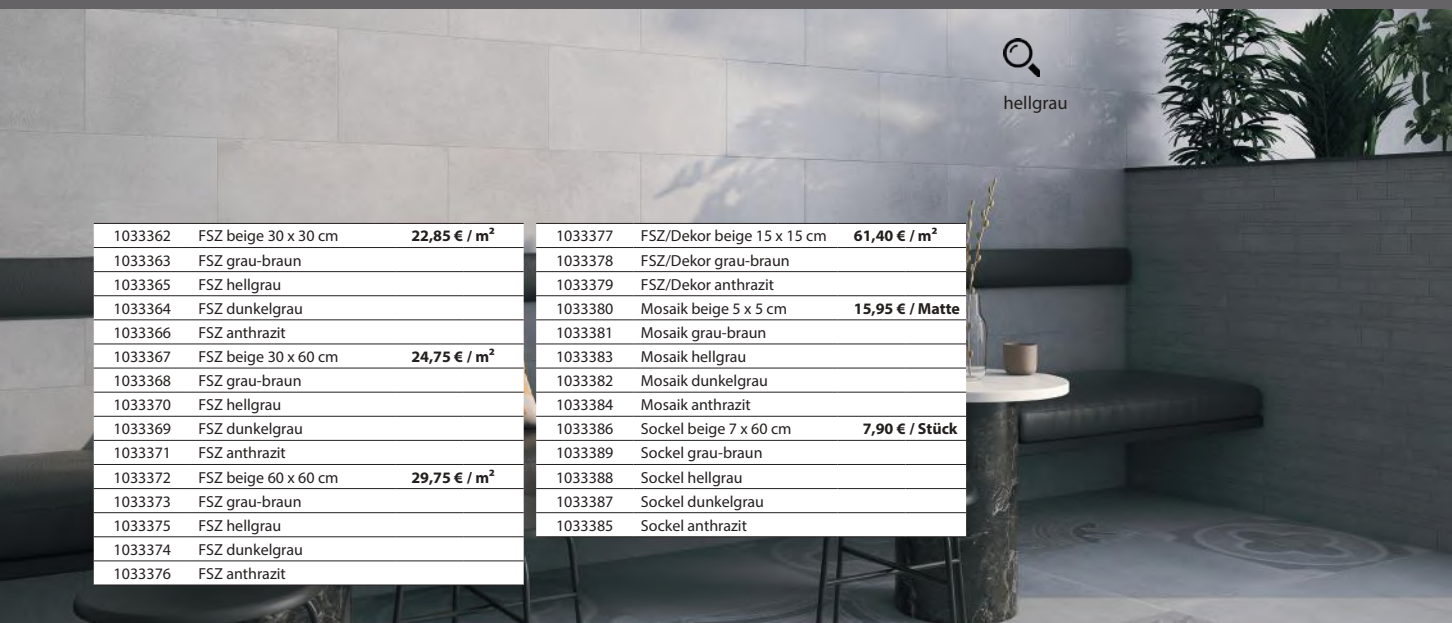 hellgrau
1033362 FSZ beige 30 x 30 cm 22,85 € / m²
1033363 FSZ grau-braun
1033365 FSZ hellgrau
1033364 FSZ dunkelgrau
1033366 FSZ anthrazit
1033367 FSZ beige 30 x 60 cm 24,75 € / m²
1033368 FSZ grau-braun
1033370 FSZ hellgrau
1033369 FSZ dunkelgrau
1033371 FSZ anthrazit
1033372 FSZ beige 60 x 60 cm 29,75 € / m²
1033373 FSZ grau-braun
1033375 FSZ hellgrau
1033374 FSZ dunkelgrau
1033376 FSZ anthrazit
1033377 FSZ/Dekor beige 15 x 15 cm 61,40 € / m²
1033378 FSZ/Dekor grau-braun
1033379 FSZ/Dekor anthrazit
1033380 Mosaik beige 5 x 5 cm 15,95 € / Matte
1033381 Mosaik grau-braun
1033383 Mosaik hellgrau
1033382 Mosaik dunkelgrau
1033384 Mosaik anthrazit
1033386 Sockel beige 7 x 60 cm 7,90 € / Stück
1033389 Sockel grau-braun
1033388 Sockel hellgrau
1033387 Sockel dunkelgrau
1033385 Sockel anthrazit